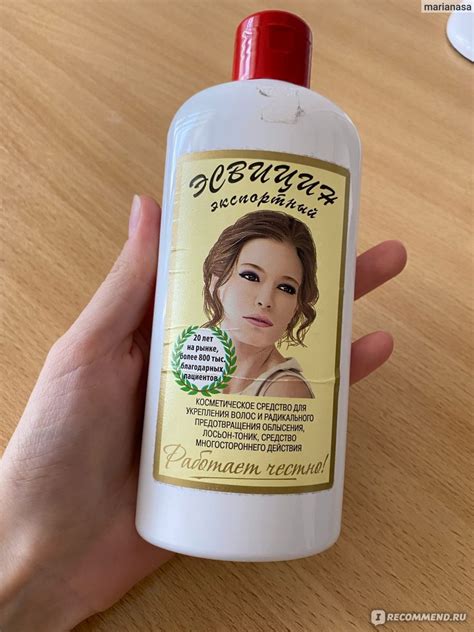 marianasa
ЭСВИЦИН
экспортный
20 лет
на рынке,
более 800 тыс.
благодарных
пациентов
КОСМЕТИЧЕСКОЕ СРЕДСТВО ДЛЯ
УКРЕПЛЕНИЯ ВОЛОС И РАДИКАЛЬНОГО
ПРЕДОТВРАЩЕНИЯ ОБЛЫСЕНИЯ,
ЛОСЬОН-ТОНИК, СРЕДСТВО
МНОГОСТОРОННЕГО ДЕЙСТВИЯ
Работает честно!
I RECOMMEND.RU